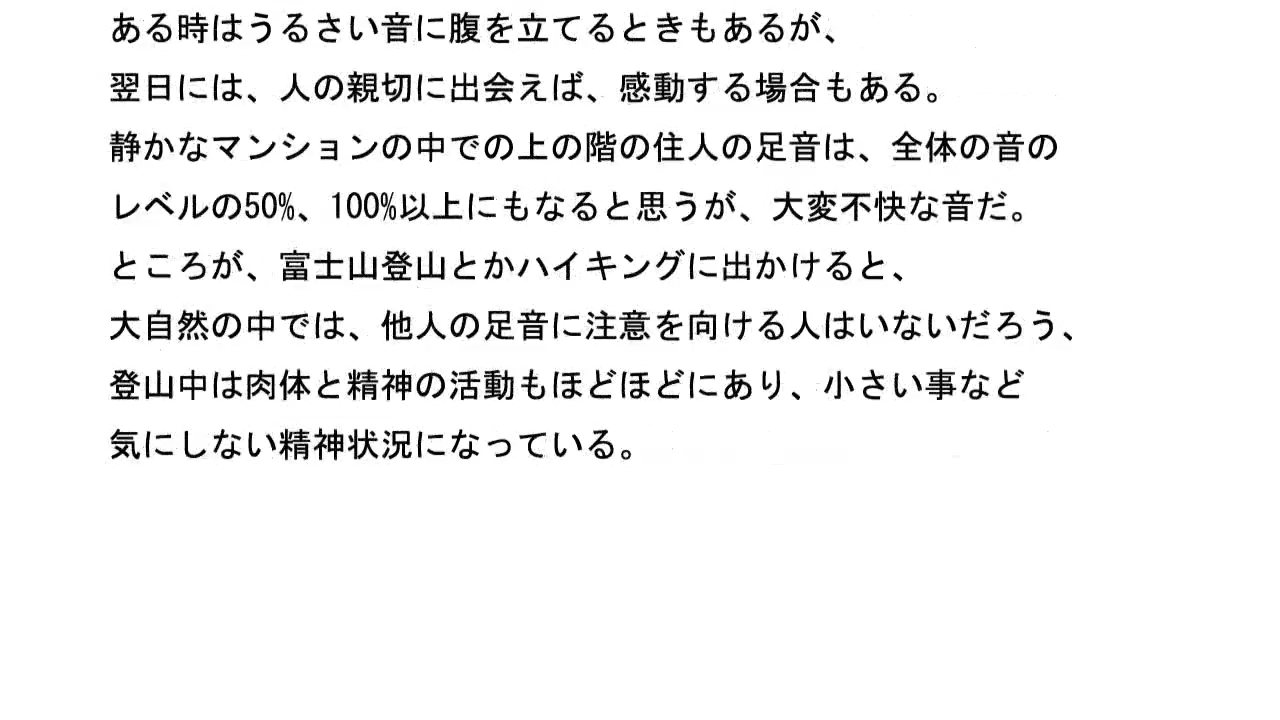 ある時はうるさい音に腹を立てるときもあるが、
翌日には、人の親切に出会えば、感動する場合もある。
静かなマンションの中での上の階の住人の足音は、全体の音の
レベルの50%、100%以上にもなると思うが、大変不快な音だ。
ところが、富士山登山とかハイキングに出かけると、
大自然の中では、他人の足音に注意を向ける人はいないだろう、
登山中は肉体と精神の活動もほどほどにあり、小さい事など
気にしない精神状況になっている。